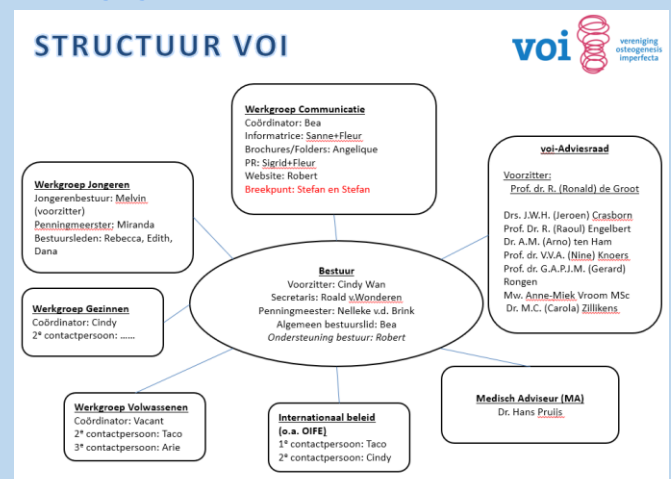 STRUCTUUR VOI
voi
vereniging
osteogenesis
imperfecta
Werkgroep Communicatie
Coördinator: Bea
Informatrice: Sanne+Fleur
Brochures/Folders: Angelique
PR: Sigrid+Fleur
Website: Robert
Breekpunt: Stefan en Stefan
voi-Adviesraad
Voorzitter:
Prof. dr. R. (Ronald) de Groot
Drs. J.W.H. (Jeroen) Crasborn
Prof. Dr. R. (Raoul) Engelbert
Dr. A.M. (Arno) ten Ham
Prof. dr. V.V.A. (Nine) Knoers
Prof. dr. G.A.P.J.M. (Gerard)
Rongen
Mw. Anne-Miek Vroom MSc
Dr. M.C. (Carola) Zillikens
Werkgroep Jongeren
Jongerenbestuur: Melvin
(voorzitter)
Penningmeerster; Miranda
Bestuursleden: Rebecca, Edith,
Dana
Bestuur
Voorzitter: Cindy Wan
Secretaris: Roald v.Wonderen
Penningmeester: Nelleke v.d. Brink
Algemeen bestuurslid: Bea
Ondersteuning bestuur: Robert
Werkgroep Gezinnen
Coördinator: Cindy
2e contactpersoon: ......
Werkgroep Volwassenen
Coördinator: Vacant
2e contactpersoon: Taco
3e contactpersoon: Arie
Internationaal beleid
(o.a. OIFE)
1e contactpersoon: Taco
2e contactpersoon: Cindy
Medisch Adviseur (MA)
Dr. Hans Pruijs